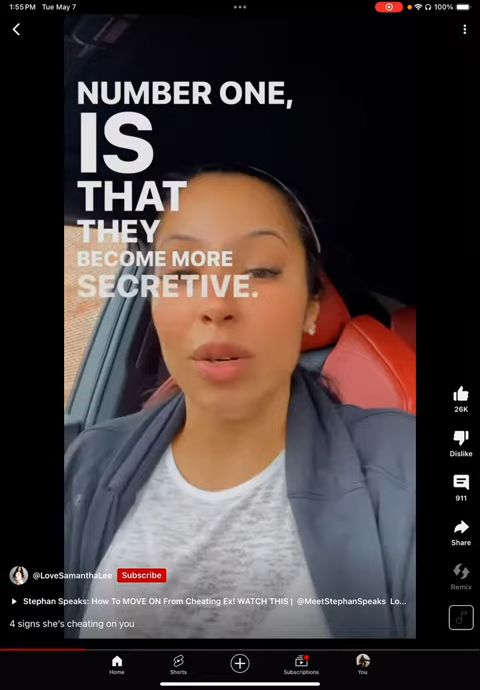 1:55 PM Tue May 7
100%
NUMBER ONE,
IS
THAT
THEY
BECOME MORE
SECRETIVE.
26K
Dislike
911
Share
Remix
@LoveSamanthaLee Subscribe
Stephan Speaks: How To MOVE ON From Cheating Ex! WATCH THIS | @MeetStephanSpeaks Lo...
4 signs she's cheating on you
Home Shorts Subscriptions You